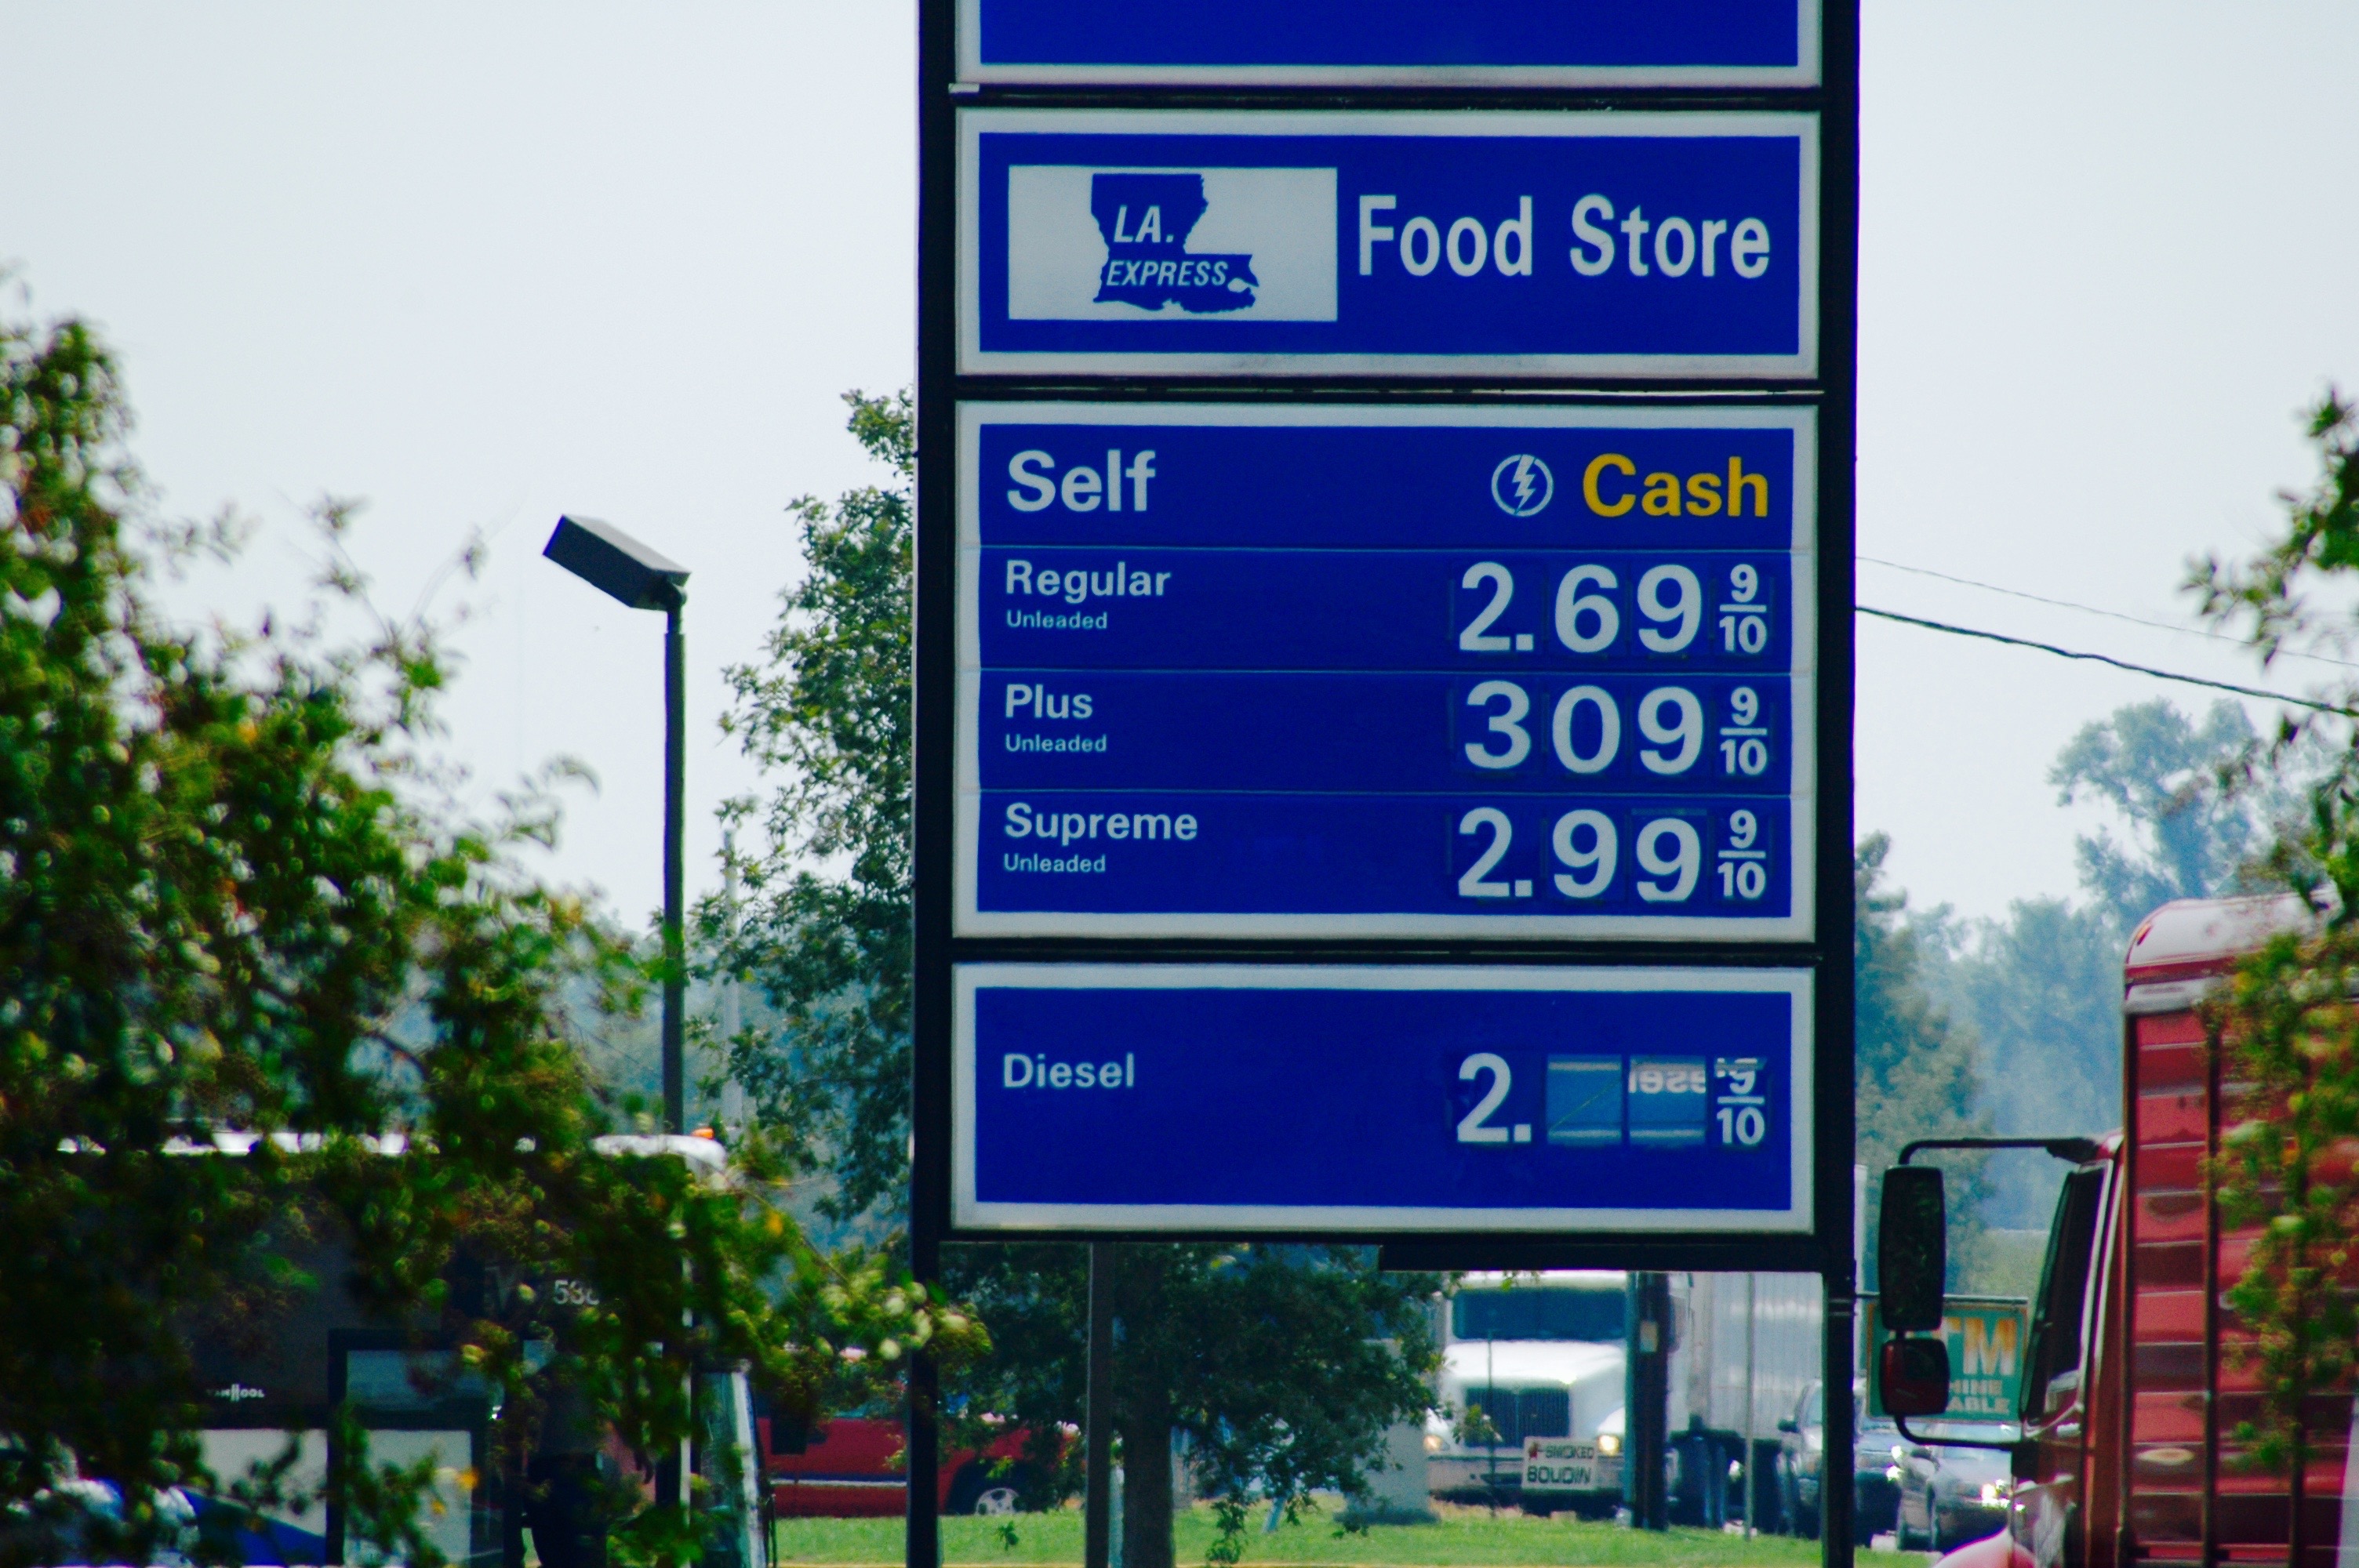 LA.
EXPRESS
Food Store
Self Cash
Regular 2.69 9/10
Unleaded
Plus 309 9/10
Unleaded
Supreme 2.99 9/10
Unleaded
Diesel 2. 9/10
SMOKED
BOUDIN